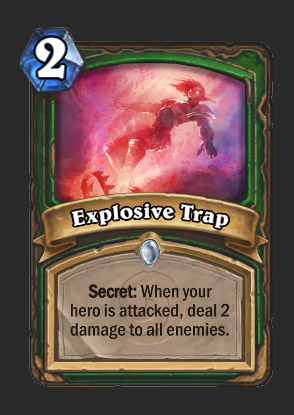 2
Explosive Trap
Secret: When your
hero is attacked, deal 2
damage to all enemies.